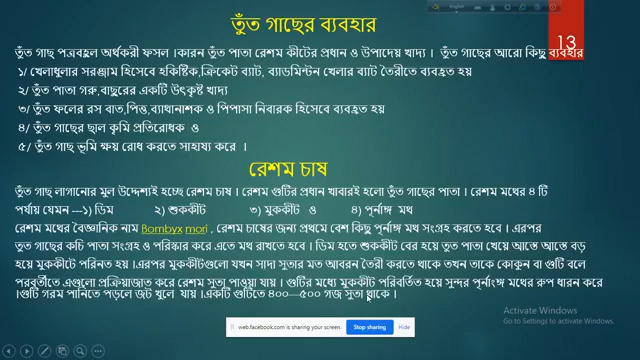 13
তুঁত গাছের ব্যবহার
তুঁত গাছ পত্রবহুল অর্থকরী ফসল ।কারন তুঁত পাতা রেশম কীটের প্রধান ও উপাদেয় খাদ্য । তুঁত গাছের আরো কিছু ব্যবহার
১/ খেলাধুলার সরঞ্জাম হিসেবে হকিষ্টিক,ক্রিকেট ব্যাট, ব্যাডমিন্টন খেলার ব্যাট তৈরীতে ব্যবহৃত হয়
২/ তুঁত পাতা গরু,বাছুরের একটি উৎকৃষ্ট খাদ্য
৩/ তুঁত ফলের রস বাত,পিত্ত,ব্যাথানাশক ও পিপাসা নিবারক হিসেবে ব্যবহৃত হয়
৪/ তুঁত গাছের ছাল কৃমি প্রতিরোধক ও
৫/ তুঁত গাছ ভূমি ক্ষয় রোধ করতে সাহায্য করে ।
রেশম চাষ
তুঁত গাছ লাগানোর মুল উদ্দেশ্যই হচ্ছে রেশম চাষ । রেশম গুটির প্রধান খাবারই হলো তুঁত গাছের পাতা । রেশম মথের ৪ টি
পর্যায় যেমন ---১) ডিম ২) শুককীট ৩) মুককীট ও ৪) পূর্নাঙ্গ মথ
রেশম মথের বৈজ্ঞানিক নাম Bombyx mori , রেশম চাষের জন্য প্রথমে বেশ কিছু পূর্নাঙ্গ মথ সংগ্রহ করতে হবে । এরপর
তুত গাছের কচি পাতা সংগ্রহ ও পরিস্কার করে এতে মথ রাখতে হবে । ডিম হতে শুককীট বের হয়ে তুত পাতা খেয়ে আস্তে আস্তে বড়
হয়ে মুককীটে পরিনত হয় ।এরপর মুককীটগুলো যখন সাদা সুতার মত আবরন তৈরী করতে থাকে তখন তাকে কোকুন বা গুটি বলে
পরবর্তীতে এগুলো প্রক্রিয়াজাত করে রেশম সুতা পাওয়া যায় । গুটির মধ্যে মুককীট পরিবর্তিত হয়ে সুন্দর পূর্নাংঙ্গ মথের রুপ ধারন করে
।গুটি গরম পানিতে পড়লে জট খুলে যায় ।একটি গুটিতে ৪০০—৫০০ গজ সুতা থাকে ।
Activate Windows
Go to Settings to activate Windows.
web.facebook.com is sharing your screen. Stop sharing Hide